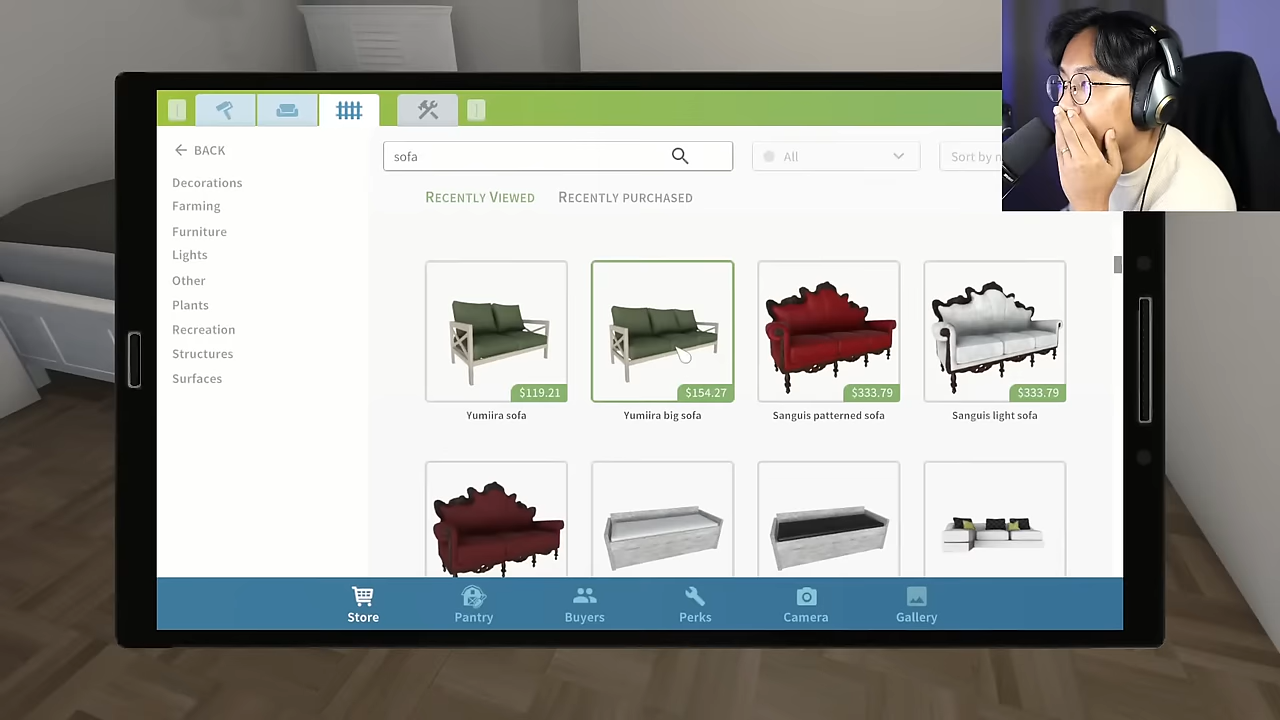 sofa
All
Sort by n
BACK
RECENTLY VIEWED
RECENTLY PURCHASED
Decorations
Farming
Furniture
Lights
Other
Plants
Recreation
Structures
Surfaces
$119.21
$154.27
$333.79
$333.79
Yumiira sofa
Yumiira big sofa
Sanguis patterned sofa
Sanguis light sofa
Store
Pantry
Buyers
Perks
Camera
Gallery